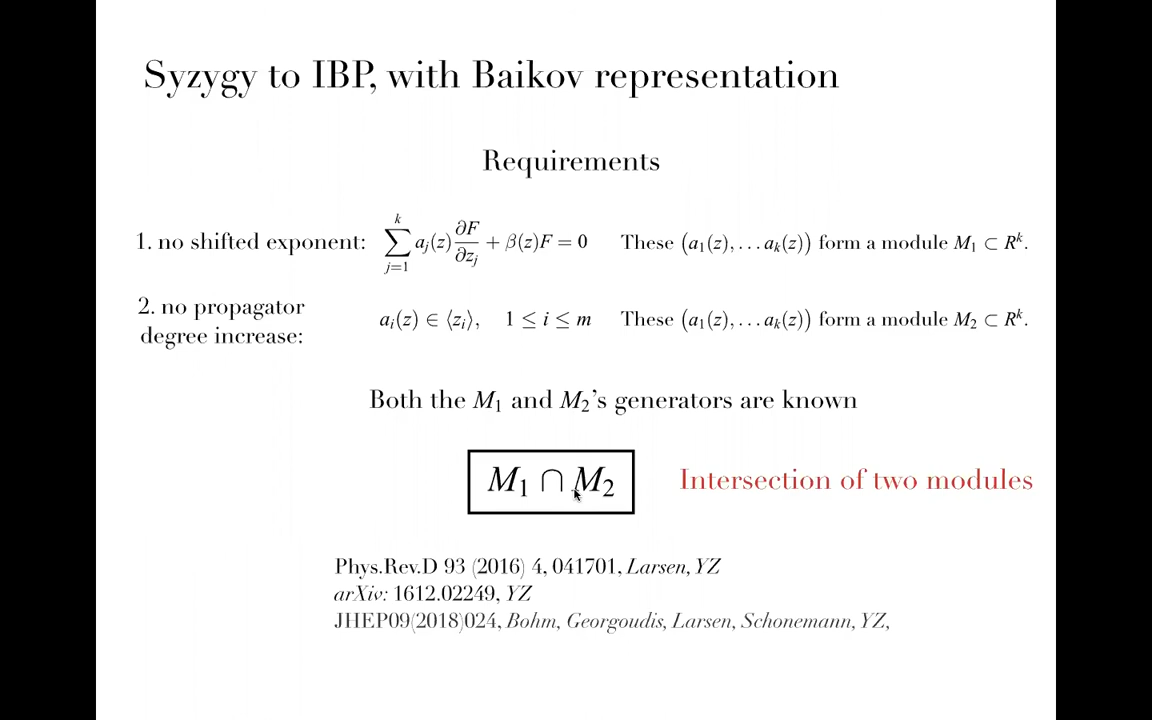 Syzygy to IBP, with Baikov representation
Requirements
1. no shifted exponent: $\sum_{j=1}^{k} a_j(z) \frac{\partial F}{\partial z_j} + \beta(z)F = 0$ These $(a_1(z), \ldots a_k(z))$ form a module $M_1 \subset R^k$.
2. no propagator
degree increase: $a_i(z) \in \langle z_i \rangle, \quad 1 \leq i \leq m$ These $(a_1(z), \ldots a_k(z))$ form a module $M_2 \subset R^k$.
Both the $M_1$ and $M_2$'s generators are known
$M_1 \cap M_2$ Intersection of two modules
Phys.Rev.D 93 (2016) 4, 041701, Larsen, YZ
arXiv: 1612.02249, YZ
JHEP09(2018)024, Bohm, Georgoudis, Larsen, Schonemann, YZ,